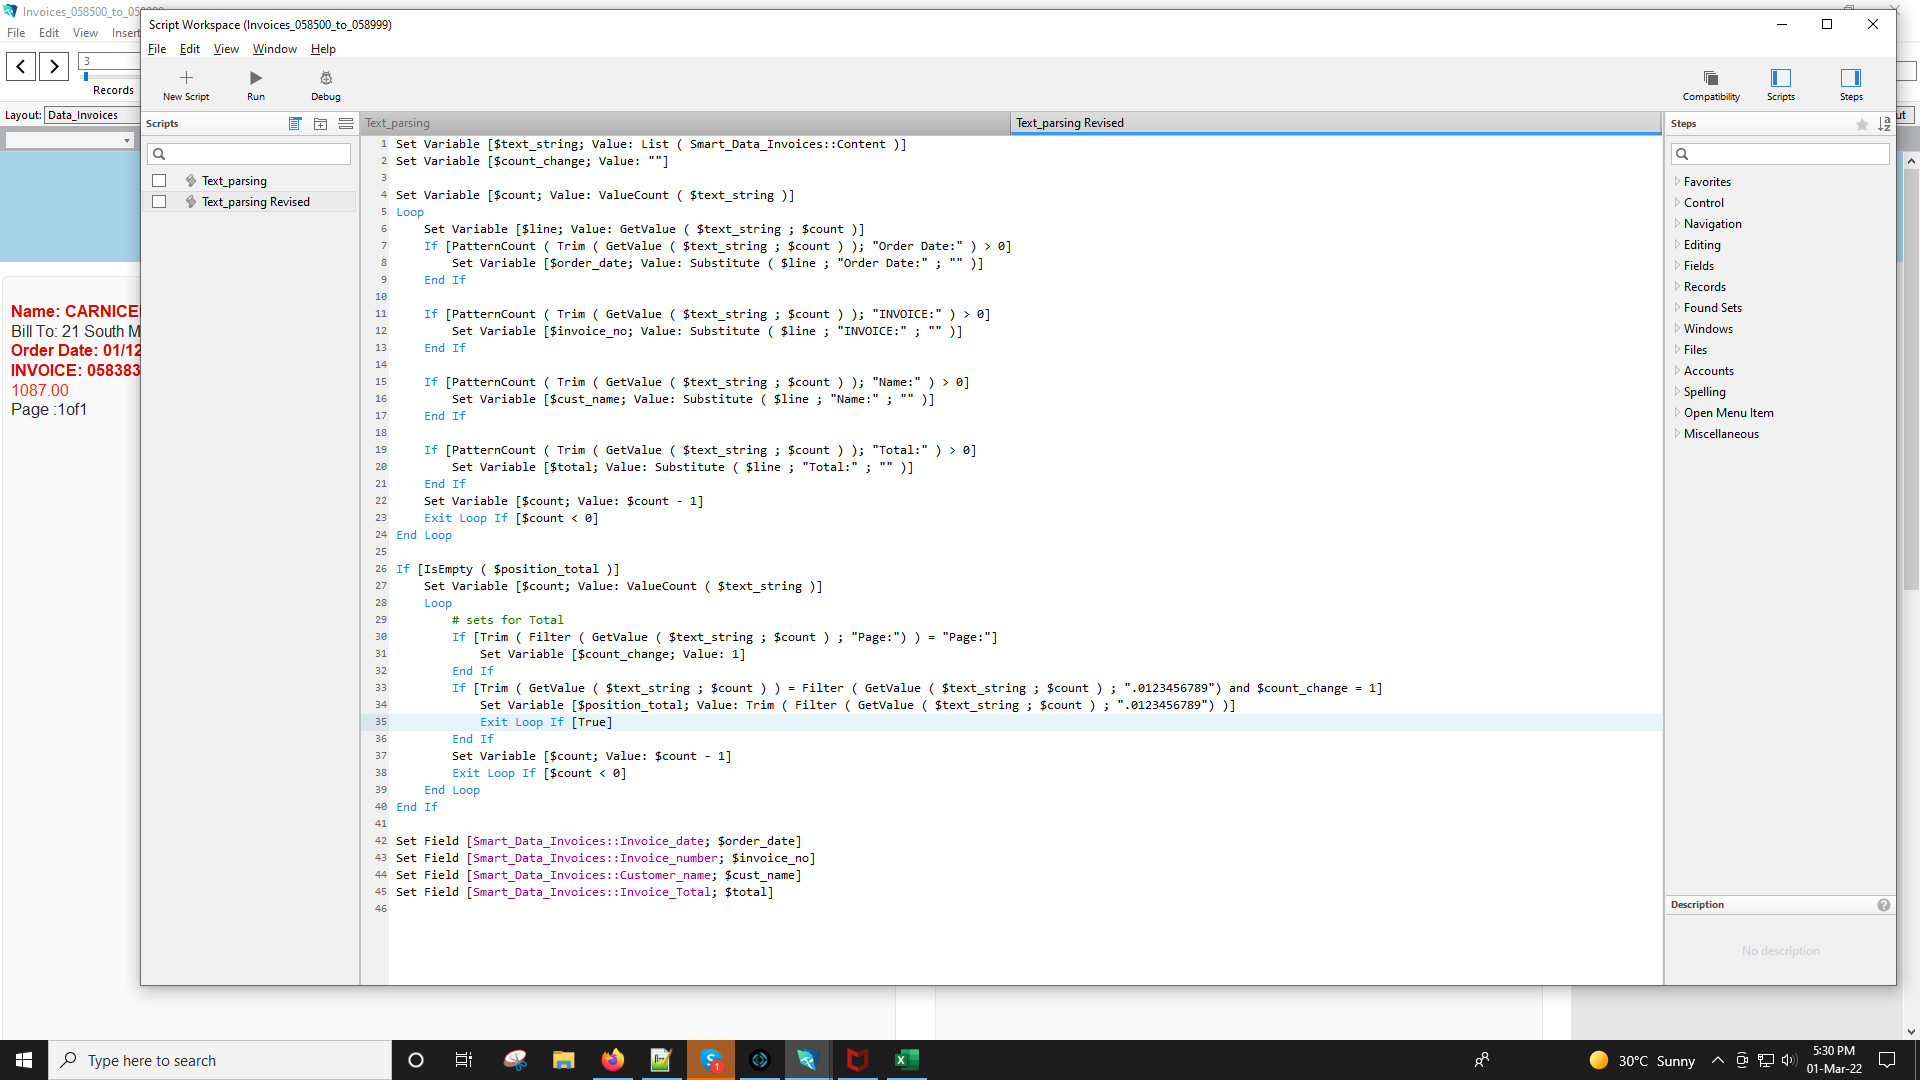 Invoices_058500_to_058999
File Edit View Insert
3
Records
Layout: Data_Invoices
Name: CARNICE
Bill To: 21 South M
Order Date: 01/12
INVOICE: 058383
1087.00
Page :1of1
Script Workspace (Invoices_058500_to_058999)
File Edit View Window Help
New Script Run Debug
Compatibility Scripts Steps
Scripts
Text_parsing
Text_parsing Revised
Text_parsing
Text_parsing Revised
1 Set Variable [$text_string; Value: List ( Smart_Data_Invoices::Content )]
2 Set Variable [$count_change; Value: ""]
3
4 Set Variable [$count; Value: ValueCount ( $text_string )]
5 Loop
6 Set Variable [$line; Value: GetValue ( $text_string ; $count )]
7 If [PatternCount ( Trim ( GetValue ( $text_string ; $count ) ); "Order Date:" ) > 0]
8 Set Variable [$order_date; Value: Substitute ( $line ; "Order Date:" ; "" )]
9 End If
10
11 If [PatternCount ( Trim ( GetValue ( $text_string ; $count ) ); "INVOICE:" ) > 0]
12 Set Variable [$invoice_no; Value: Substitute ( $line ; "INVOICE:" ; "" )]
13 End If
14
15 If [PatternCount ( Trim ( GetValue ( $text_string ; $count ) ); "Name:" ) > 0]
16 Set Variable [$cust_name; Value: Substitute ( $line ; "Name:" ; "" )]
17 End If
18
19 If [PatternCount ( Trim ( GetValue ( $text_string ; $count ) ); "Total:" ) > 0]
20 Set Variable [$total; Value: Substitute ( $line ; "Total:" ; "" )]
21 End If
22 Set Variable [$count; Value: $count - 1]
23 Exit Loop If [$count < 0]
24 End Loop
25
26 If [IsEmpty ( $position_total )]
27 Set Variable [$count; Value: ValueCount ( $text_string )]
28 Loop
29 # sets for Total
30 If [Trim ( Filter ( GetValue ( $text_string ; $count ) ; "Page:") ) = "Page:"]
31 Set Variable [$count_change; Value: 1]
32 End If
33 If [Trim ( GetValue ( $text_string ; $count ) ) = Filter ( GetValue ( $text_string ; $count ) ; ".0123456789") and $count_change = 1]
34 Set Variable [$position_total; Value: Trim ( Filter ( GetValue ( $text_string ; $count ) ; ".0123456789") )]
35 Exit Loop If [True]
36 End If
37 Set Variable [$count; Value: $count - 1]
38 Exit Loop If [$count < 0]
39 End Loop
40 End If
41
42 Set Field [Smart_Data_Invoices::Invoice_date; $order_date]
43 Set Field [Smart_Data_Invoices::Invoice_number; $invoice_no]
44 Set Field [Smart_Data_Invoices::Customer_name; $cust_name]
45 Set Field [Smart_Data_Invoices::Invoice_Total; $total]
46
Steps
Favorites
Control
Navigation
Editing
Fields
Records
Found Sets
Windows
Files
Accounts
Spelling
Open Menu Item
Miscellaneous
Description
No description
ut
Type here to search
1
30°C Sunny
5:30 PM
01-Mar-22